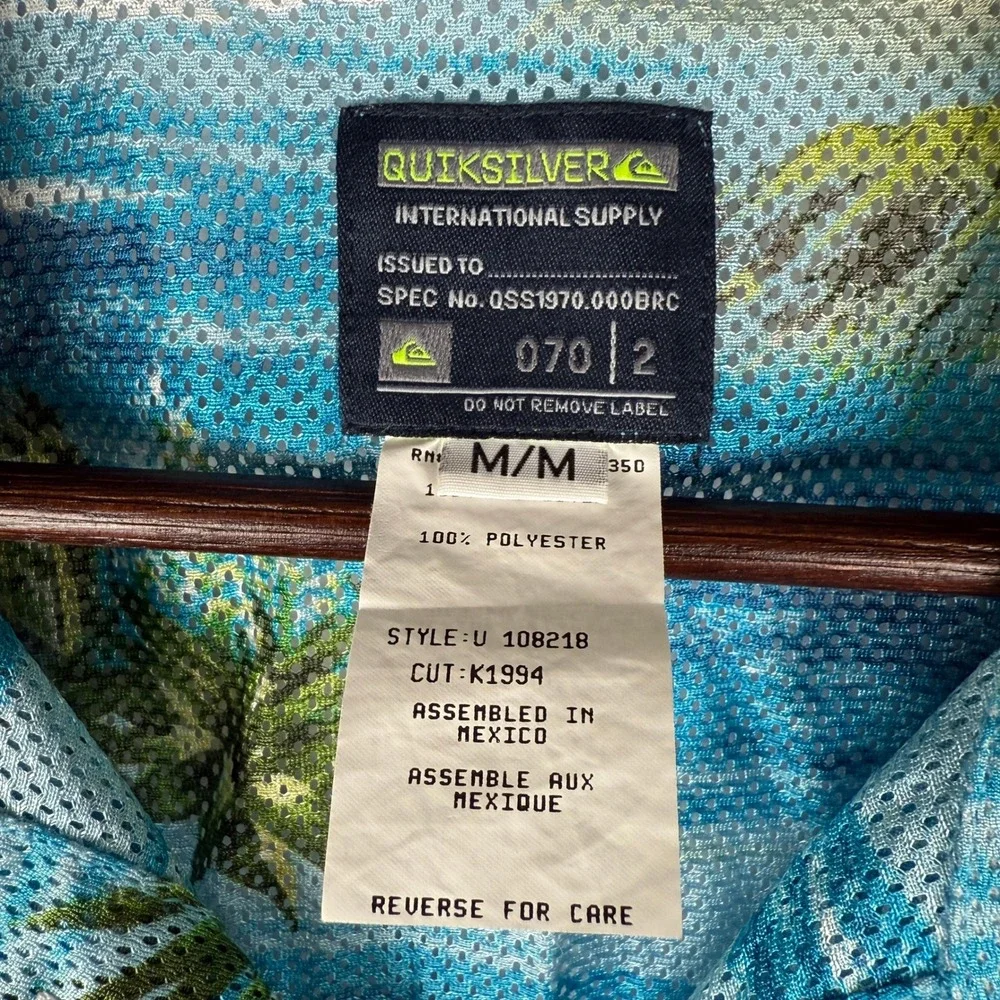 QUIKSILVER
INTERNATIONAL SUPPLY
ISSUED TO
SPEC No. QSS1970.000BRC
070 | 2
DO NOT REMOVE LABEL
M/M
350
100% POLYESTER
STYLE:U 108218
CUT:K1994
ASSEMBLED IN
MEXICO
ASSEMBLE AUX
MEXIQUE
REVERSE FOR CARE